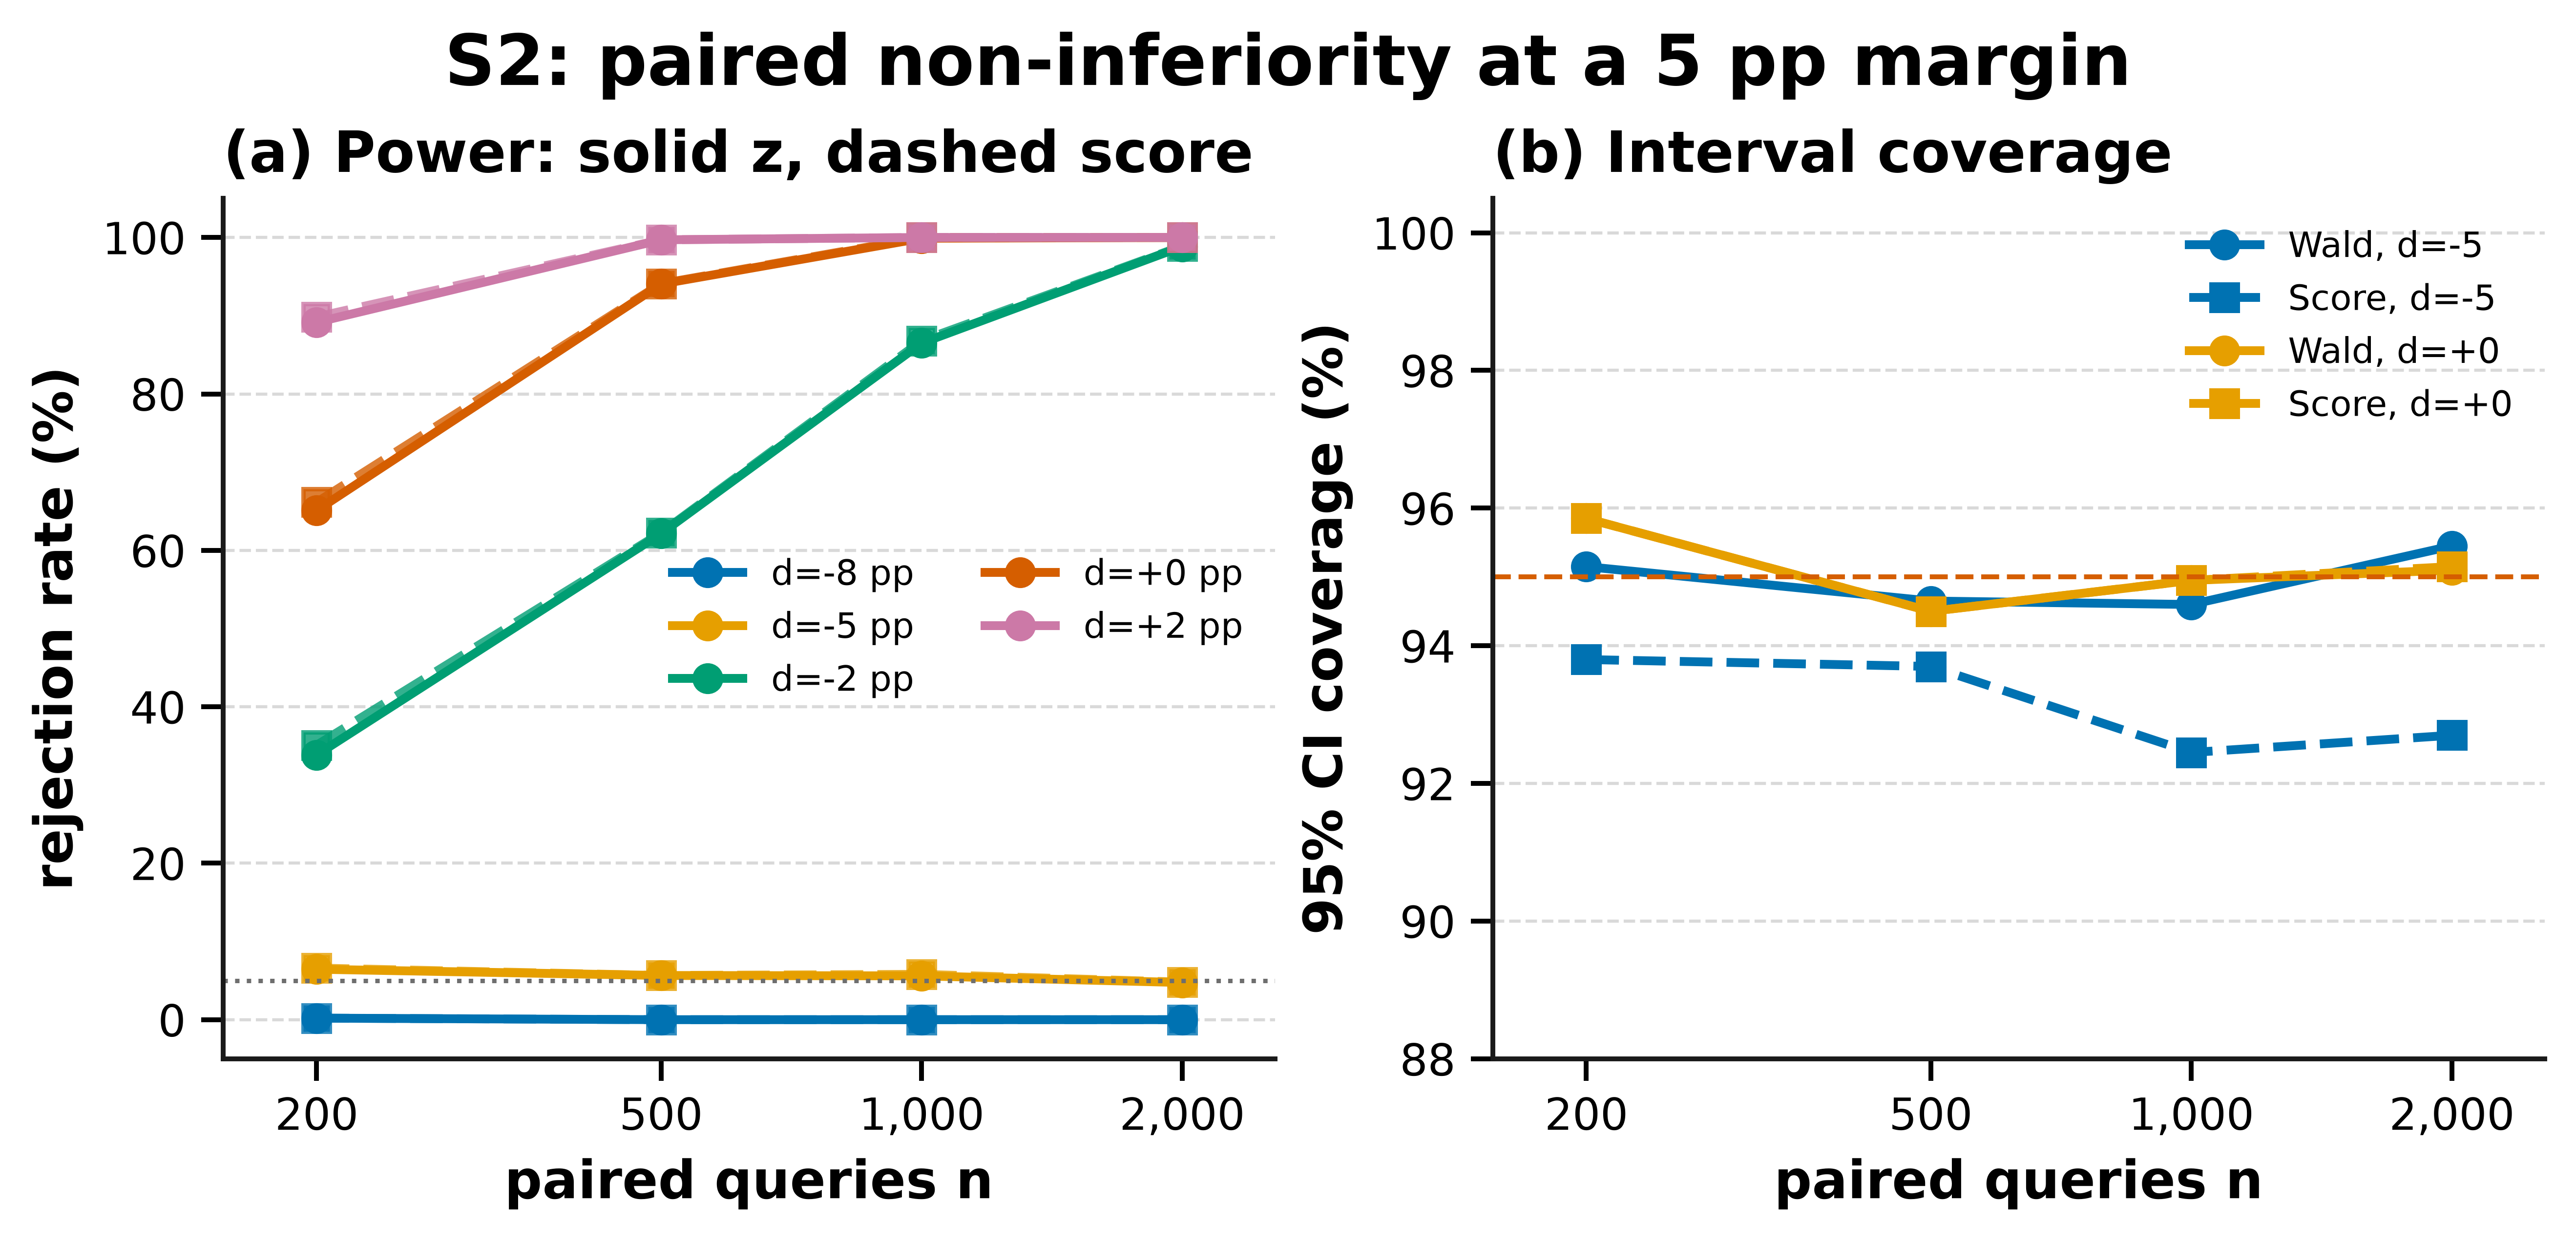 S2: paired non-inferiority at a 5 pp margin
(a) Power: solid z, dashed score
rejection rate (%)
100
80
60
40
20
0
d=-8 pp
d=-5 pp
d=-2 pp
d=+0 pp
d=+2 pp
200
500
1,000
2,000
paired queries n
(b) Interval coverage
95% CI coverage (%)
100
98
96
94
92
90
88
Wald, d=-5
Score, d=-5
Wald, d=+0
Score, d=+0
200
500
1,000
2,000
paired queries n